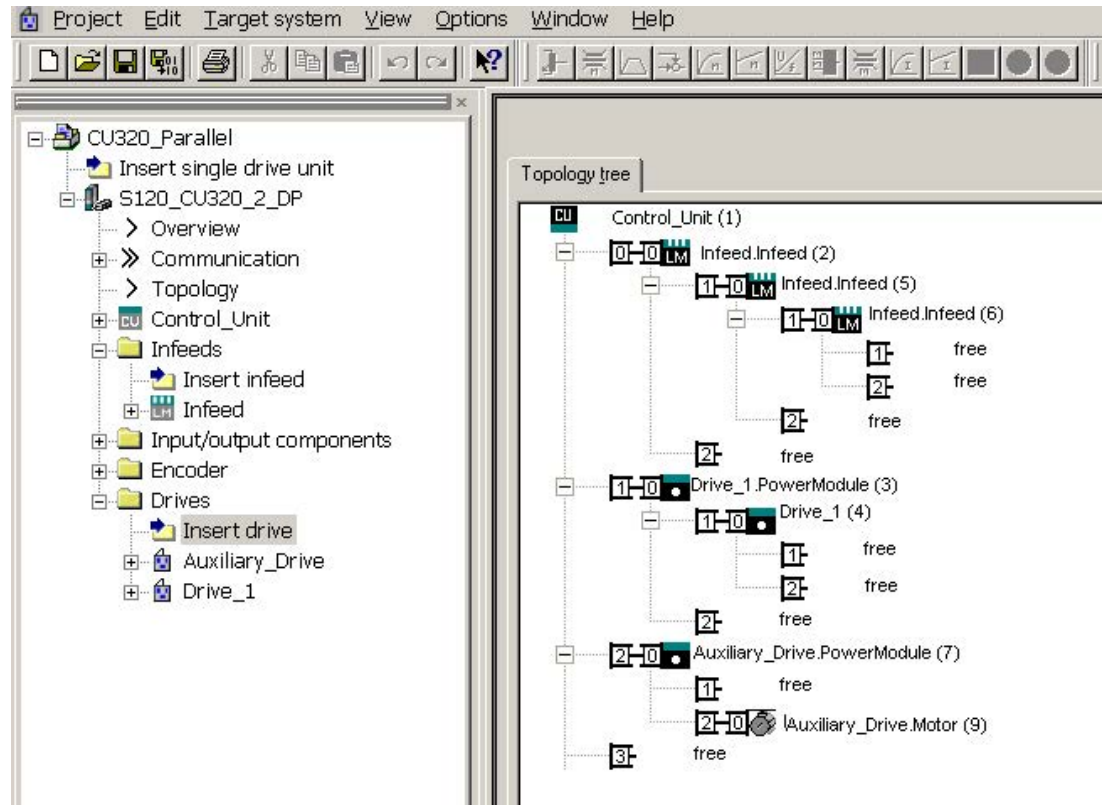 Project Edit Target system View Options Window Help
CU320_Parallel
Insert single drive unit
S120_CU320_2_DP
Overview
Communication
Topology
CU Control_Unit
Infeeds
Insert infeed
LM Infeed
Input/output components
Encoder
Drives
Insert drive
Auxiliary_Drive
Drive_1
Topology tree
CU Control_Unit (1)
0 0 LM Infeed.Infeed (2)
1 0 LM Infeed.Infeed (5)
1 0 LM Infeed.Infeed (6)
1 free
2 free
2 free
2 free
1 0 Drive_1.PowerModule (3)
1 0 Drive_1 (4)
1 free
2 free
2 free
2 0 Auxiliary_Drive.PowerModule (7)
1 free
2 0 Auxiliary_Drive.Motor (9)
3 free